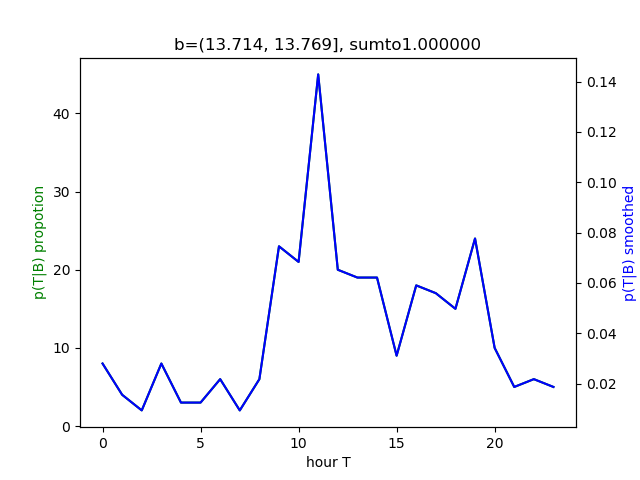 b=(13.714, 13.769], sumto1.000000
40
30
20
10
0
p(T|B) propotion
0.14
0.12
0.10
0.08
0.06
0.04
0.02
p(T|B) smoothed
0 5 10 15 20
hour T